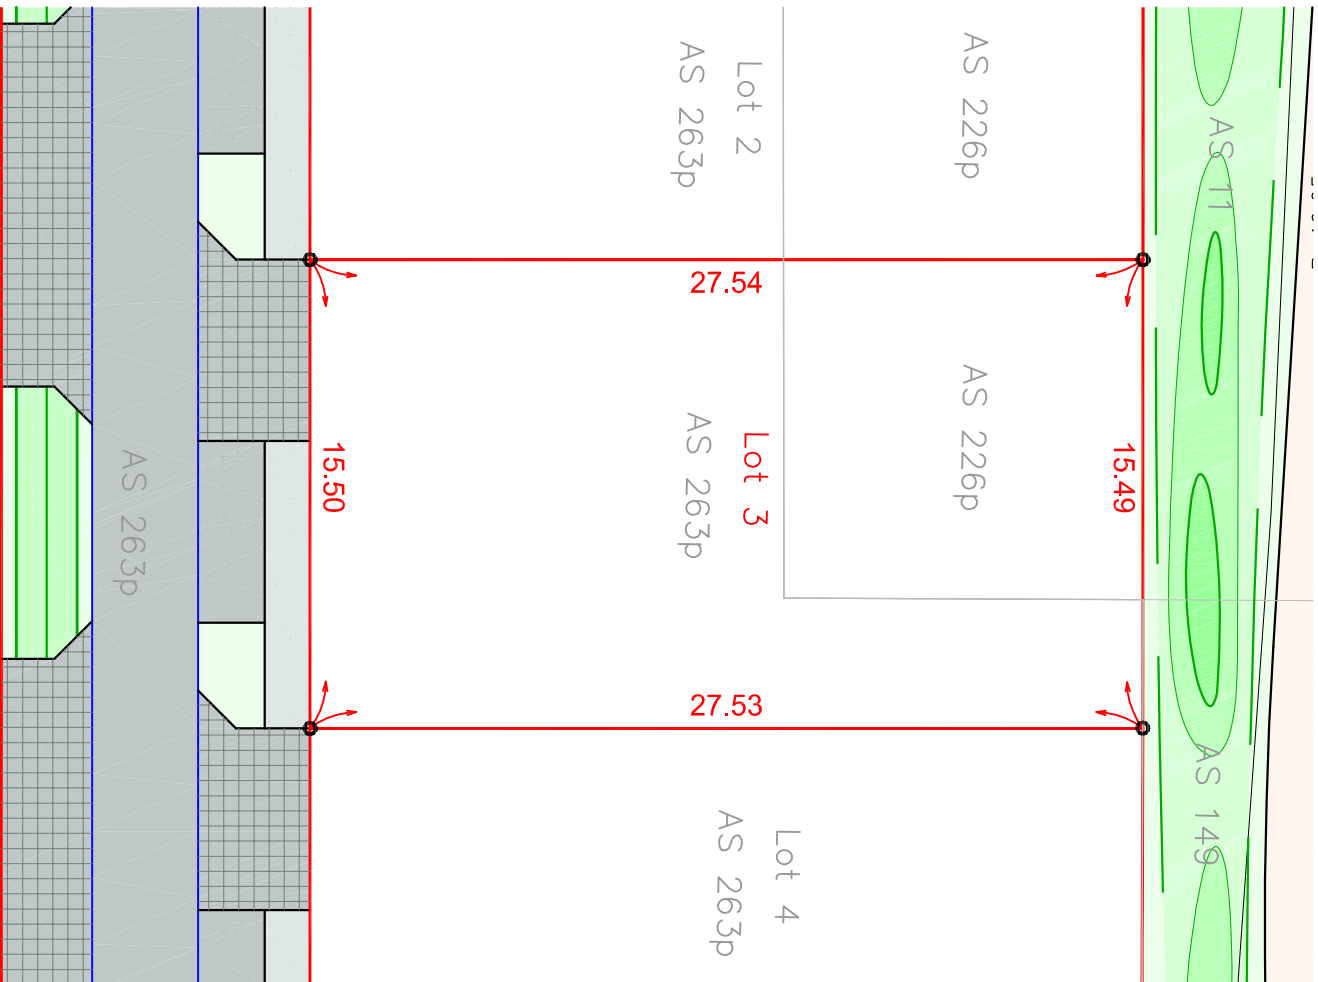 Lot 2
AS 263p
AS 226p
AS 11
27.54
15.50
15.49
AS 226p
Lot 3
AS 263p
AS 263p
27.53
AS 149
Lot 4
AS 263p